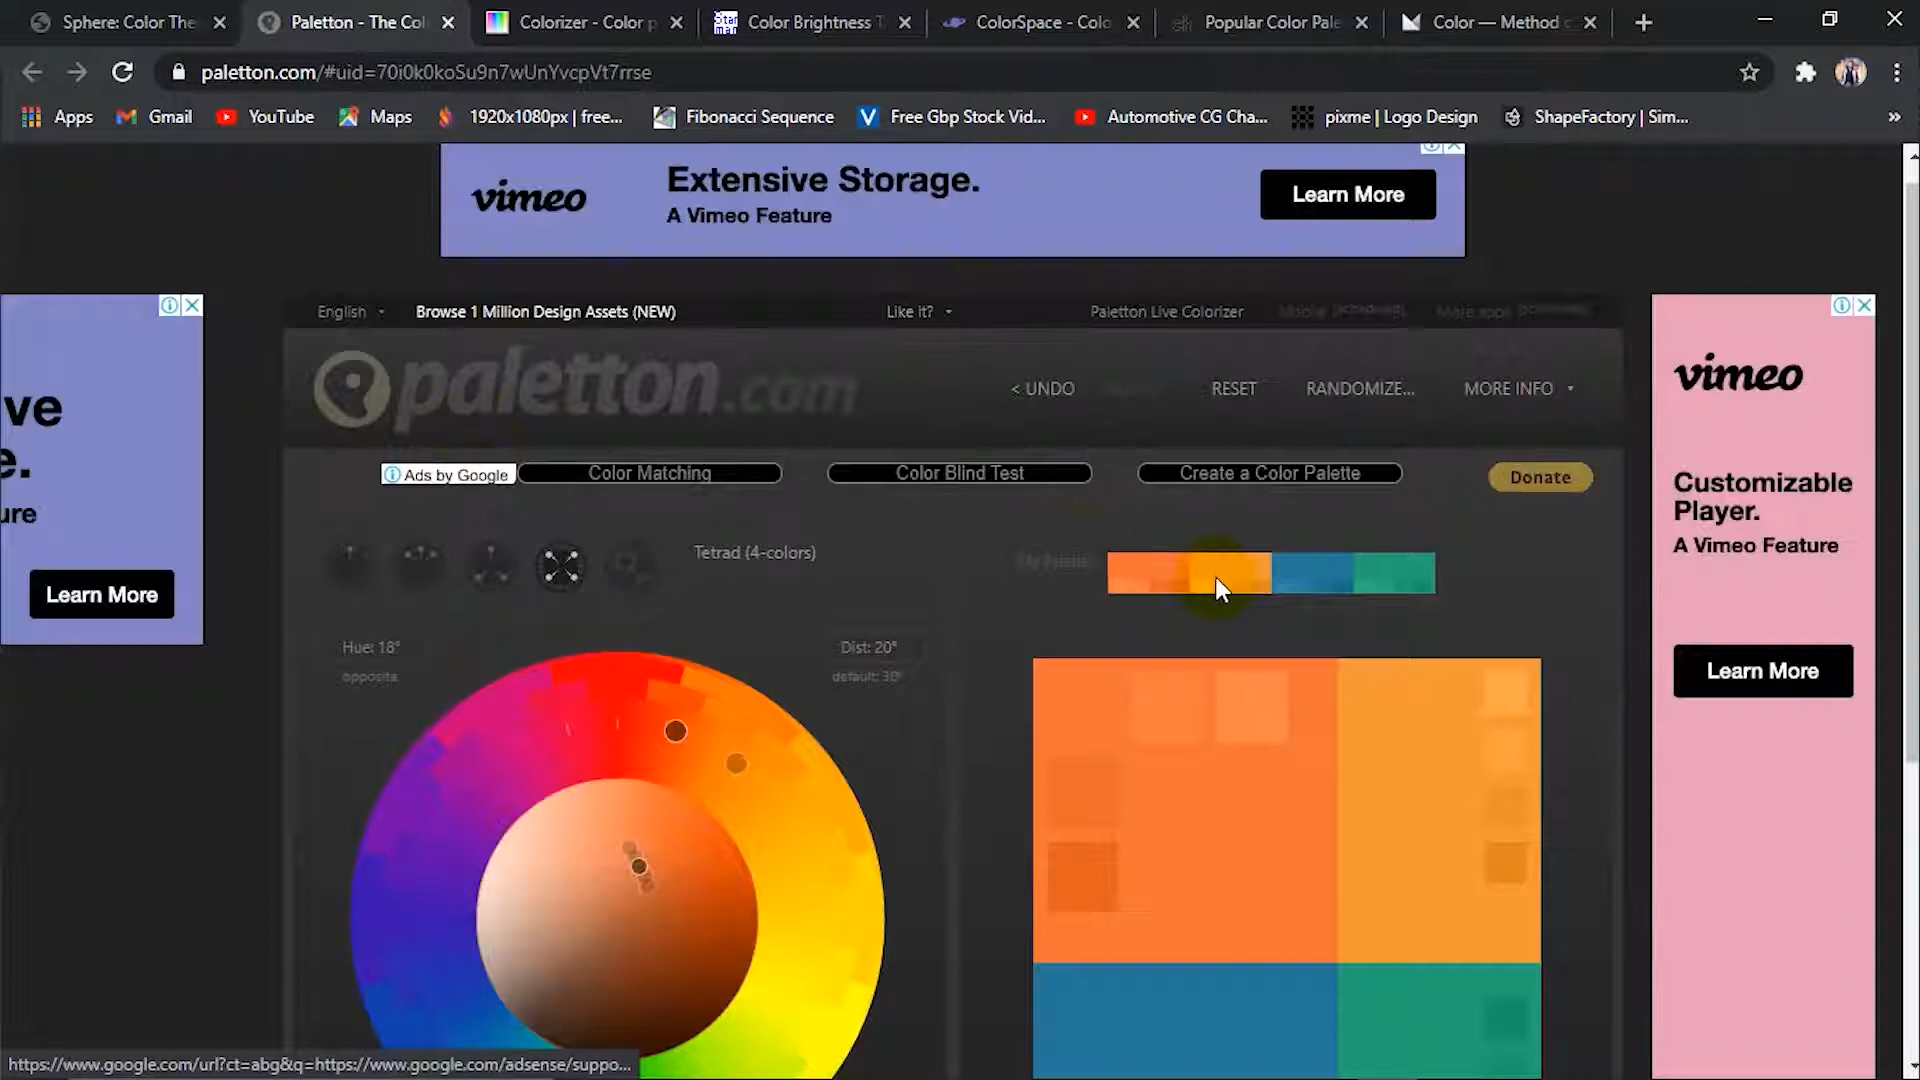 Sphere: Color The
Paletton - The Col
Colorizer - Color p
Color Brightness T
ColorSpace - Colo
Popular Color Pale
Color — Method o
paletton.com/#uid=70i0k0koSu9n7wUnYvcpVt7rrse
Apps
Gmail
YouTube
Maps
1920x1080px | free...
Fibonacci Sequence
Free Gbp Stock Vid...
Automotive CG Cha...
pixme | Logo Design
ShapeFactory | Sim...
»
vimeo
Extensive Storage.
A Vimeo Feature
Learn More
ve
e.
ure
Learn More
English
Browse 1 Million Design Assets (NEW)
Like it?
Paletton Live Colorizer
paletton.com
< UNDO
RESET
RANDOMIZE...
MORE INFO
Ads by Google
Color Matching
Color Blind Test
Create a Color Palette
Donate
Tetrad (4-colors)
Hue: 18°
opposite
Dist: 20°
default: 30°
vimeo
Customizable
Player.
A Vimeo Feature
Learn More
https://www.google.com/url?ct=abg&q=https://www.google.com/adsense/suppo...